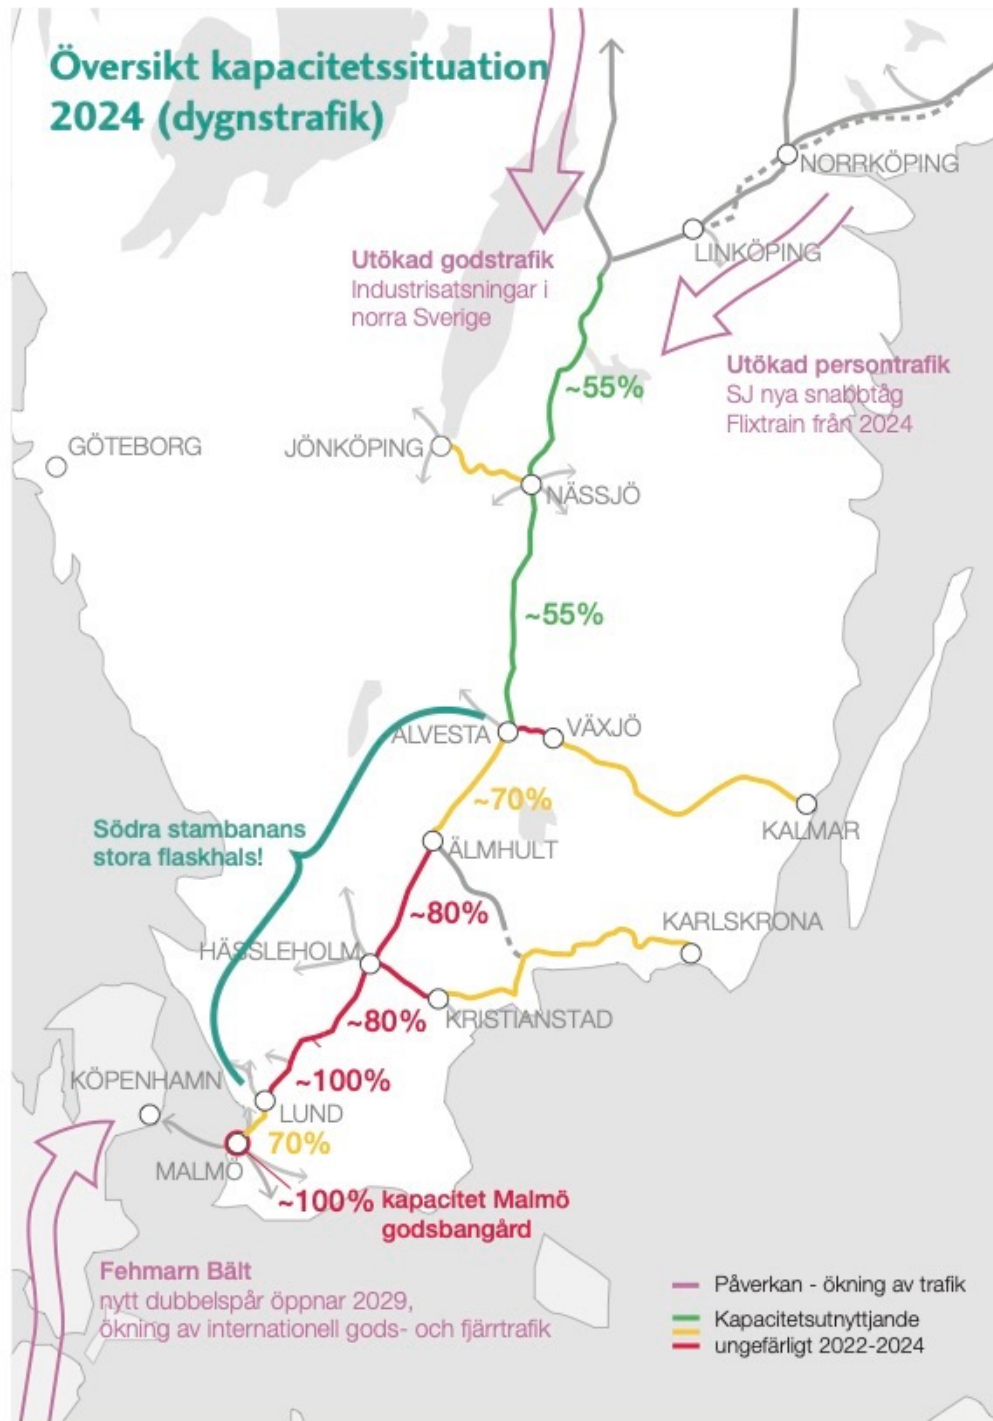 Översikt kapacitetssituation
2024 (dygnstrafik)
NORRKÖPING
LINKÖPING
Utökad godstrafik
Industrisatsningar i
norra Sverige
Utökad persontrafik
SJ nya snabbtåg
Flixtrain från 2024
~55%
GÖTEBORG
JÖNKÖPING
NÄSSJÖ
~55%
ALVESTA
VÄXJÖ
~70%
KALMAR
Södra stambanans
stora flaskhals!
ÄLMHULT
~80%
KARLSKRONA
HÄSSLEHOLM
~80%
KRISTIANSTAD
~100%
KÖPENHAMN
LUND
70%
MALMÖ
~100% kapacitet Malmö
godsbangård
Fehmarn Bält
nytt dubbelspår öppnar 2029,
ökning av internationell gods- och fjärrtrafik
Påverkan - ökning av trafik
Kapacitetsutnyttjande
ungefärligt 2022-2024